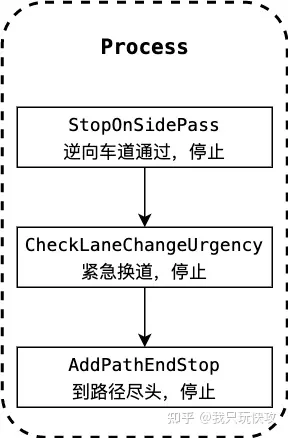 Process
StopOnSidePass
逆向车道通过，停止
CheckLaneChangeUrgency
紧急换道，停止
AddPathEndStop
到路径尽头，停止
知乎 @我只玩快攻